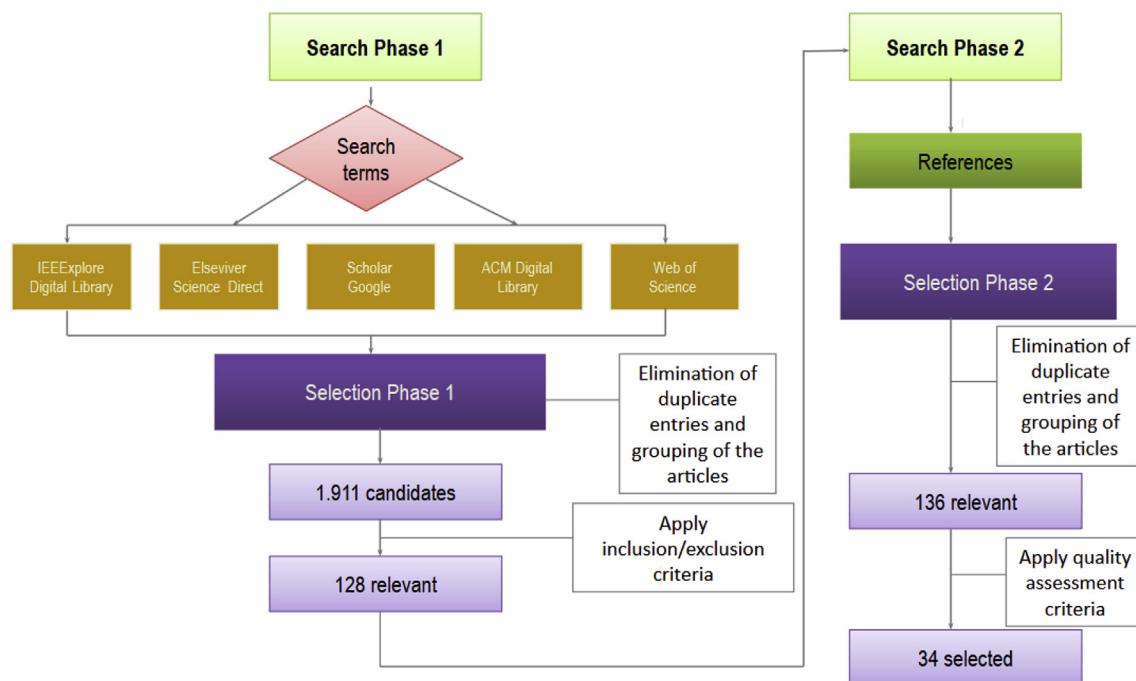 Search Phase 1
Search
terms
IEEExplore
Digital Library
Elseviver
Science Direct
Scholar
Google
ACM Digital
Library
Web of
Science
Selection Phase 1
Elimination of
duplicate
entries and
grouping of the
articles
1.911 candidates
Apply
inclusion/exclusion
criteria
128 relevant
Search Phase 2
References
Selection Phase 2
Elimination of
duplicate
entries and
grouping of
the articles
136 relevant
Apply quality
assessment
criteria
34 selected